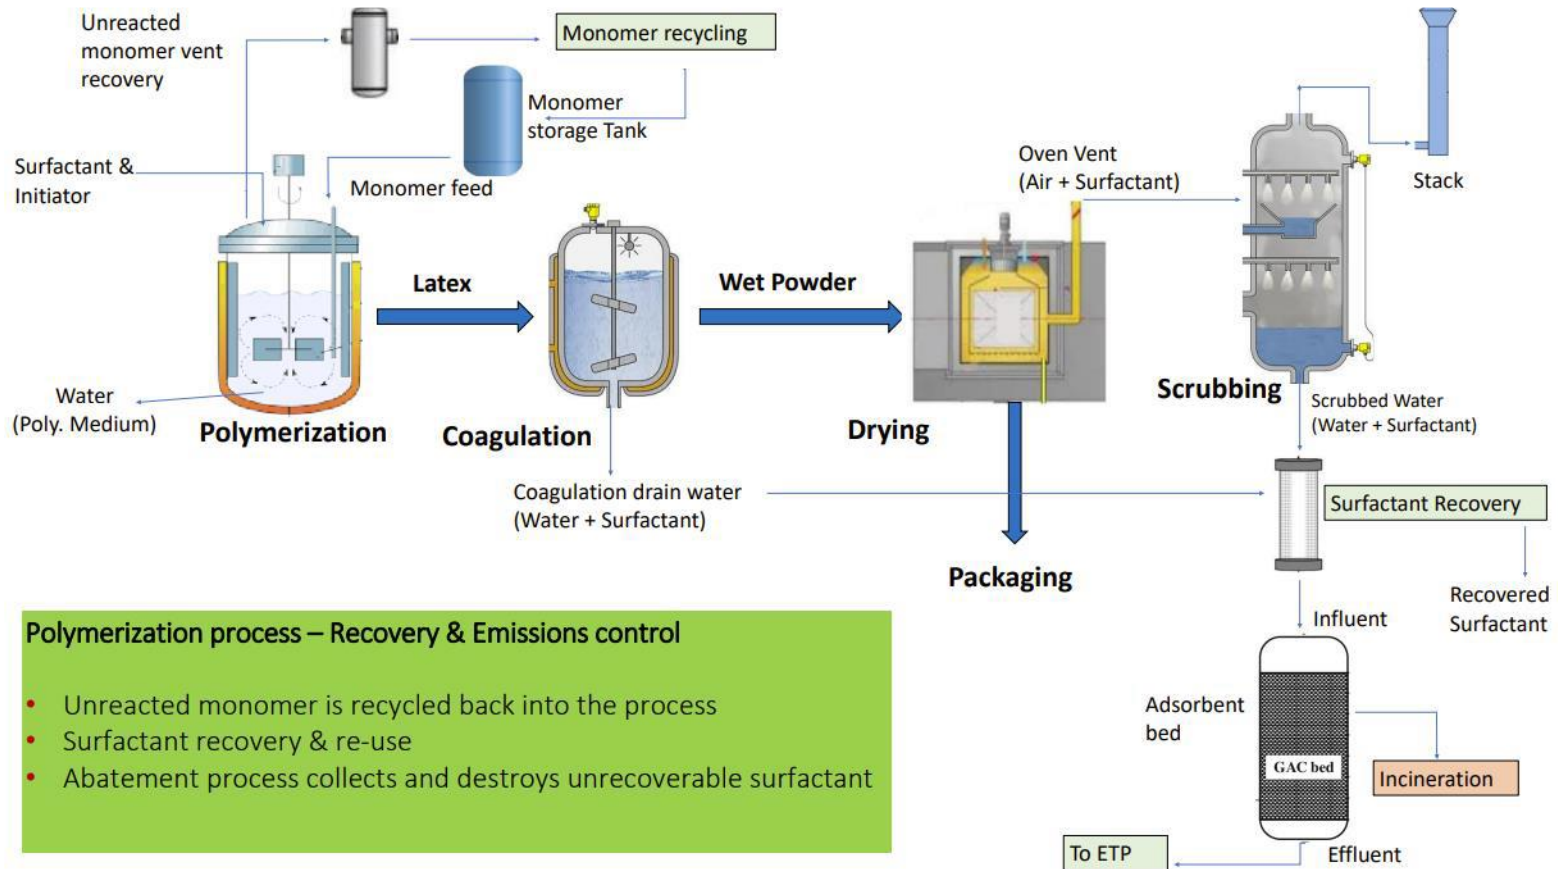 Unreacted
monomer vent
recovery
Monomer recycling
Monomer
storage Tank
Surfactant &
Initiator
Monomer feed
Oven Vent
(Air + Surfactant)
Stack
Latex
Wet Powder
Water
(Poly. Medium)
Polymerization
Coagulation
Drying
Scrubbing
Scrubbed Water
(Water + Surfactant)
Coagulation drain water
(Water + Surfactant)
Surfactant Recovery
Packaging
Recovered
Surfactant
Influent
Adsorbent
bed
GAC bed
Incineration
To ETP
Effluent
Polymerization process – Recovery & Emissions control
• Unreacted monomer is recycled back into the process
• Surfactant recovery & re-use
• Abatement process collects and destroys unrecoverable surfactant